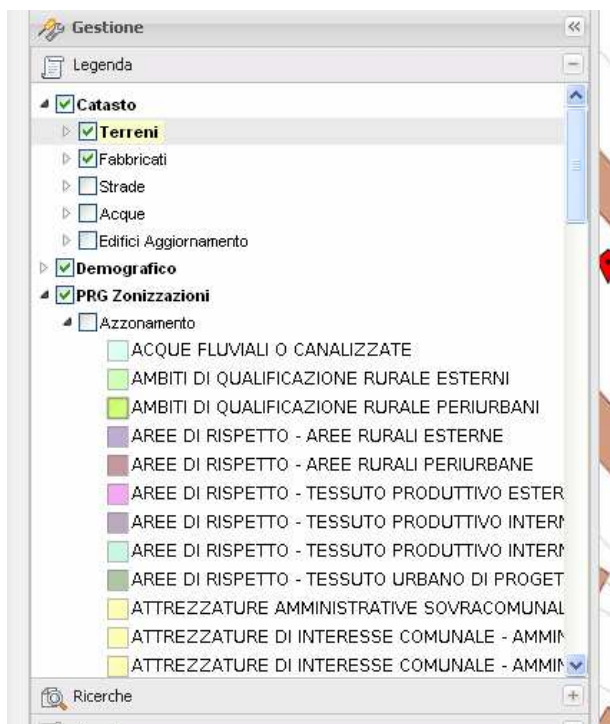 Gestione
Legenda
Catasto
Terreni
Fabbricati
Strade
Acque
Edifici Aggiornamento
Demografico
PRG Zonizzazioni
Azzonamento
ACQUE FLUVIALI O CANALIZZATE
AMBITI DI QUALIFICAZIONE RURALE ESTERNI
AMBITI DI QUALIFICAZIONE RURALE PERIURBANI
AREE DI RISPETTO - AREE RURALI ESTERNE
AREE DI RISPETTO - AREE RURALI PERIURBANE
AREE DI RISPETTO - TESSUTO PRODUTTIVO ESTER
AREE DI RISPETTO - TESSUTO PRODUTTIVO INTERN
AREE DI RISPETTO - TESSUTO PRODUTTIVO INTERN
AREE DI RISPETTO - TESSUTO URBANO DI PROGET
ATTREZZATURE AMMINISTRATIVE SOVRACOMUNAL
ATTREZZATURE DI INTERESSE COMUNALE - AMMIN
ATTREZZATURE DI INTERESSE COMUNALE - AMMIN
Ricerche